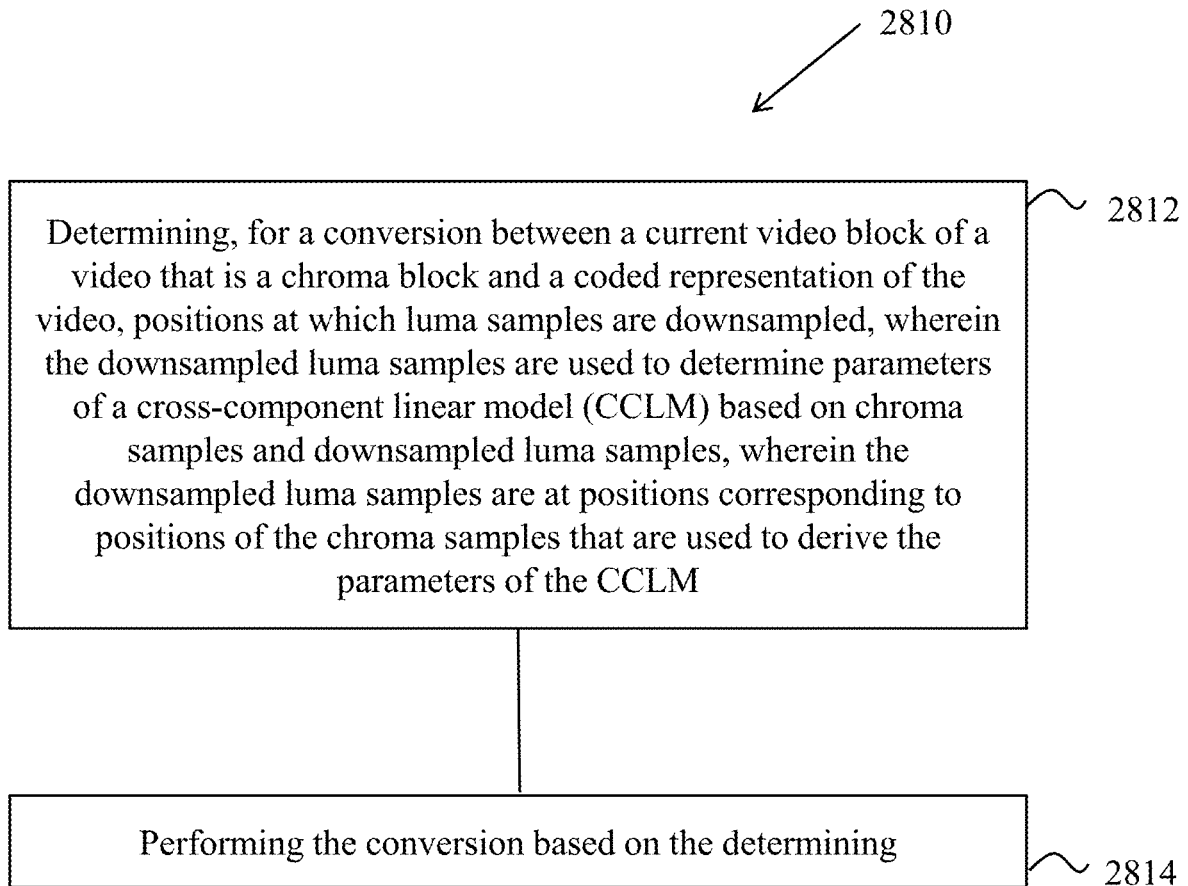 2810
2812
Determining, for a conversion between a current video block of a
video that is a chroma block and a coded representation of the
video, positions at which luma samples are downsampled, wherein
the downsampled luma samples are used to determine parameters
of a cross-component linear model (CCLM) based on chroma
samples and downsampled luma samples, wherein the
downsampled luma samples are at positions corresponding to
positions of the chroma samples that are used to derive the
parameters of the CCLM
Performing the conversion based on the determining
2814